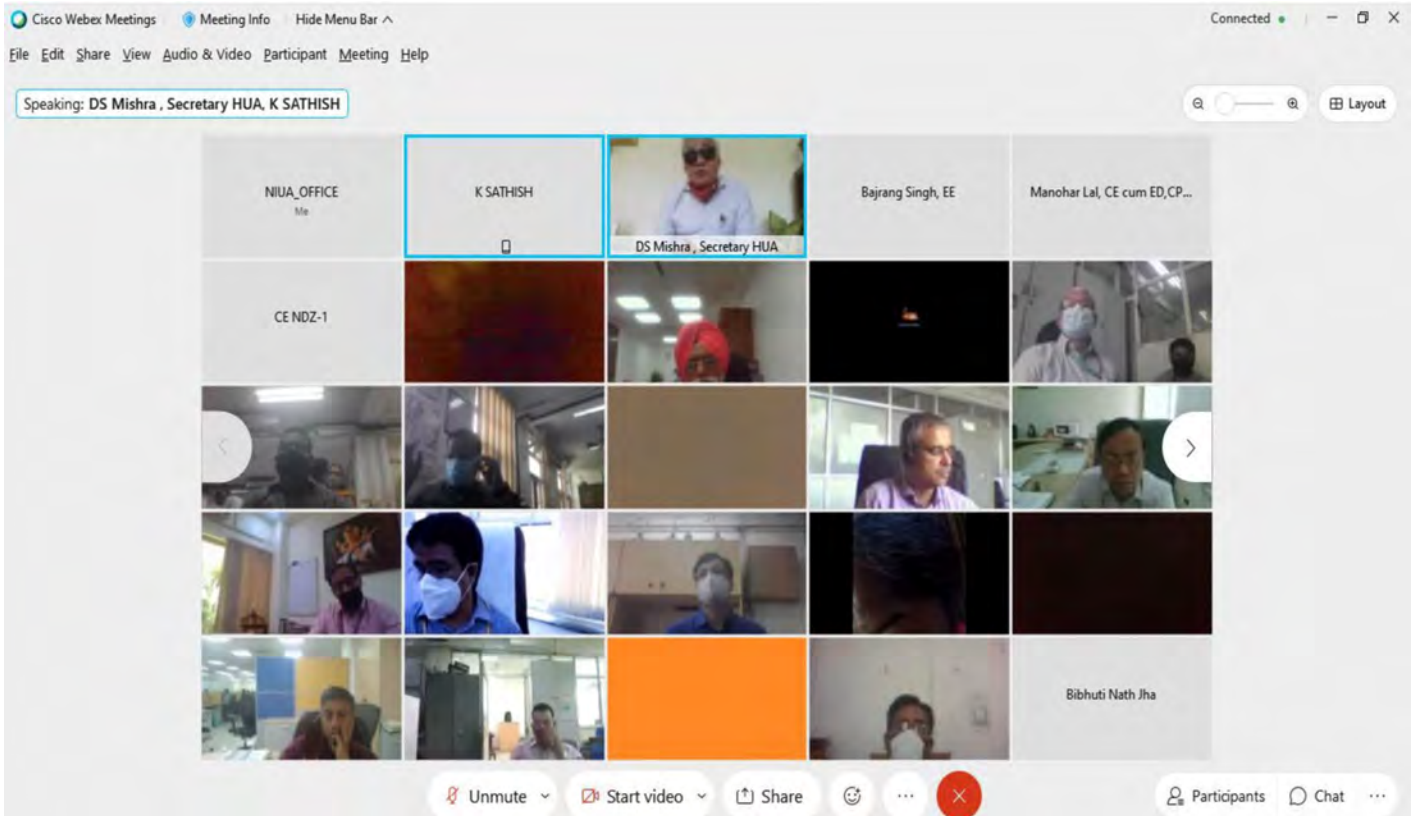 Cisco Webex Meetings Meeting Info Hide Menu Bar Connected
File Edit Share View Audio & Video Participant Meeting Help
Speaking: DS Mishra , Secretary HUA, K SATHISH
Layout
NIUA_OFFICE
Me
K SATHISH
DS Mishra , Secretary HUA
Bajrang Singh, EE
Manohar Lal, CE cum ED,CP...
CE NDZ-1
Bibhuti Nath Jha
Unmute Start video Share ... Participants Chat ...